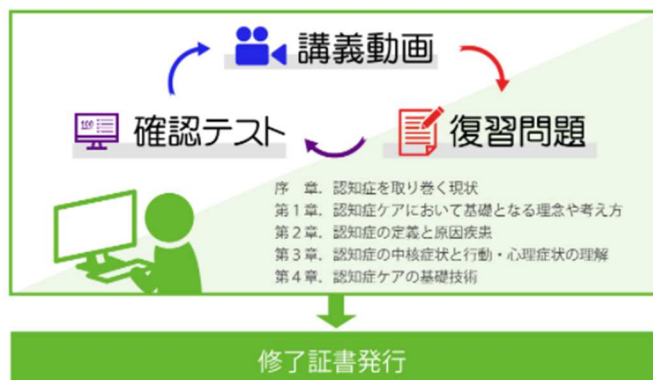 講義動画
確認テスト
復習問題
序　章．認知症を取り巻く現状
第１章．認知症ケアにおいて基礎となる理念や考え方
第２章．認知症の定義と原因疾患
第３章．認知症の中核症状と行動・心理症状の理解
第４章．認知症ケアの基礎技術
修了証書発行